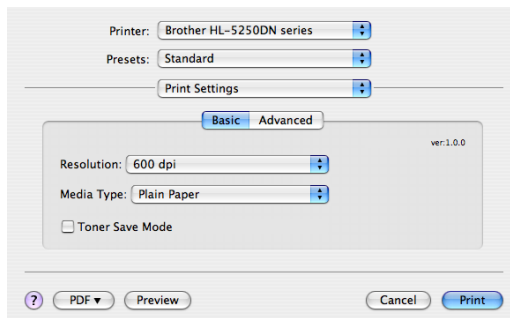 Printer: Brother HL-5250DN series
Presets: Standard
Print Settings
Basic Advanced
ver:1.0.0
Resolution: 600 dpi
Media Type: Plain Paper
Toner Save Mode
? PDF▼ Preview Cancel Print